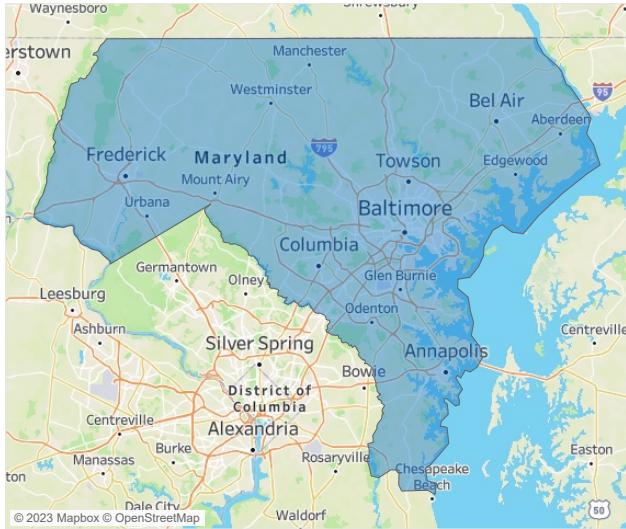 Waynesboro
Shrewsbury
erstown
Manchester
95
Westminster
Bel Air
Aberdeen
795
Maryland
Frederick
Towson
Edgewood
Mount Airy
Urbana
Baltimore
Columbia
Germantown
Glen Burnie
Olney
Leesburg
Odenton
Ashburn
Centreville
Silver Spring
Annapolis
Bowie
District of
Columbia
Centreville
Alexandria
Burke
Easton
Rosaryville
Manassas
Chesapeake
Beach
ton
Dale City
Waldorf
50
© 2023 Mapbox © OpenStreetMap